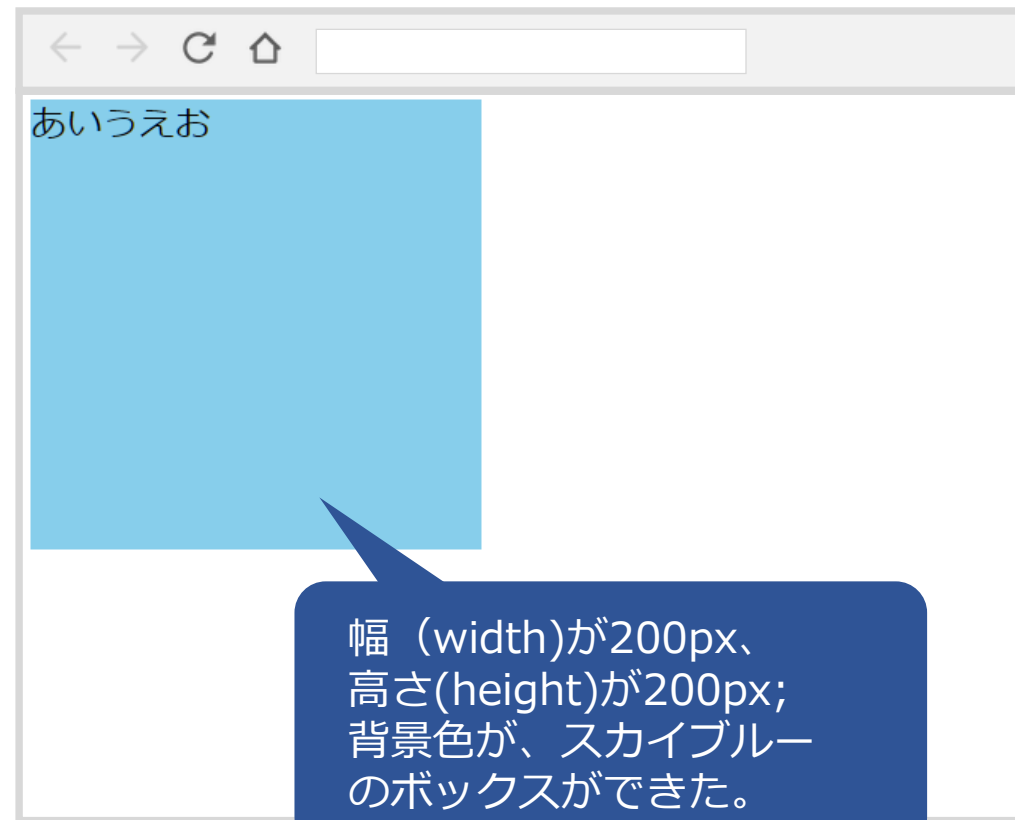 あいうえお
幅（width)が200px、
高さ(height)が200px;
背景色が、スカイブルー
のボックスができた。